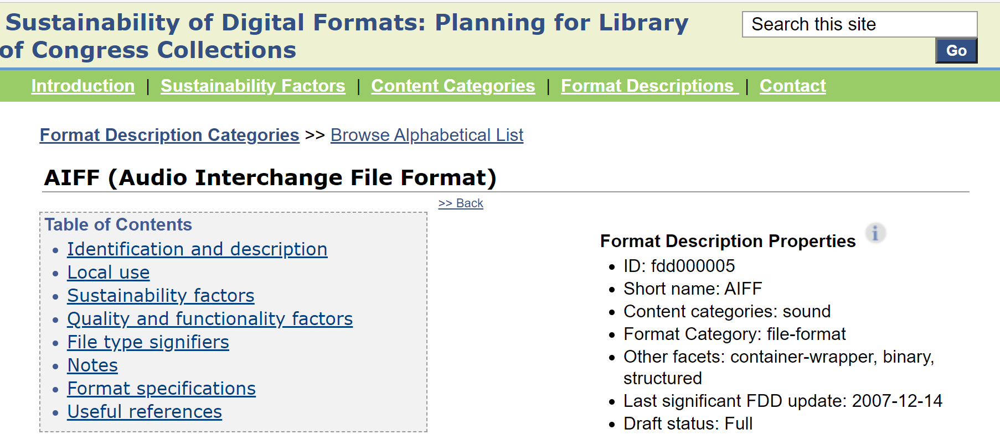 Sustainability of Digital Formats: Planning for Library
of Congress Collections
Search this site
Go
Introduction | Sustainability Factors | Content Categories | Format Descriptions | Contact
Format Description Categories >> Browse Alphabetical List
AIFF (Audio Interchange File Format)
>> Back
Table of Contents
• Identification and description
• Local use
• Sustainability factors
• Quality and functionality factors
• File type signifiers
• Notes
• Format specifications
• Useful references
Format Description Properties i
• ID: fdd000005
• Short name: AIFF
• Content categories: sound
• Format Category: file-format
• Other facets: container-wrapper, binary,
structured
• Last significant FDD update: 2007-12-14
• Draft status: Full